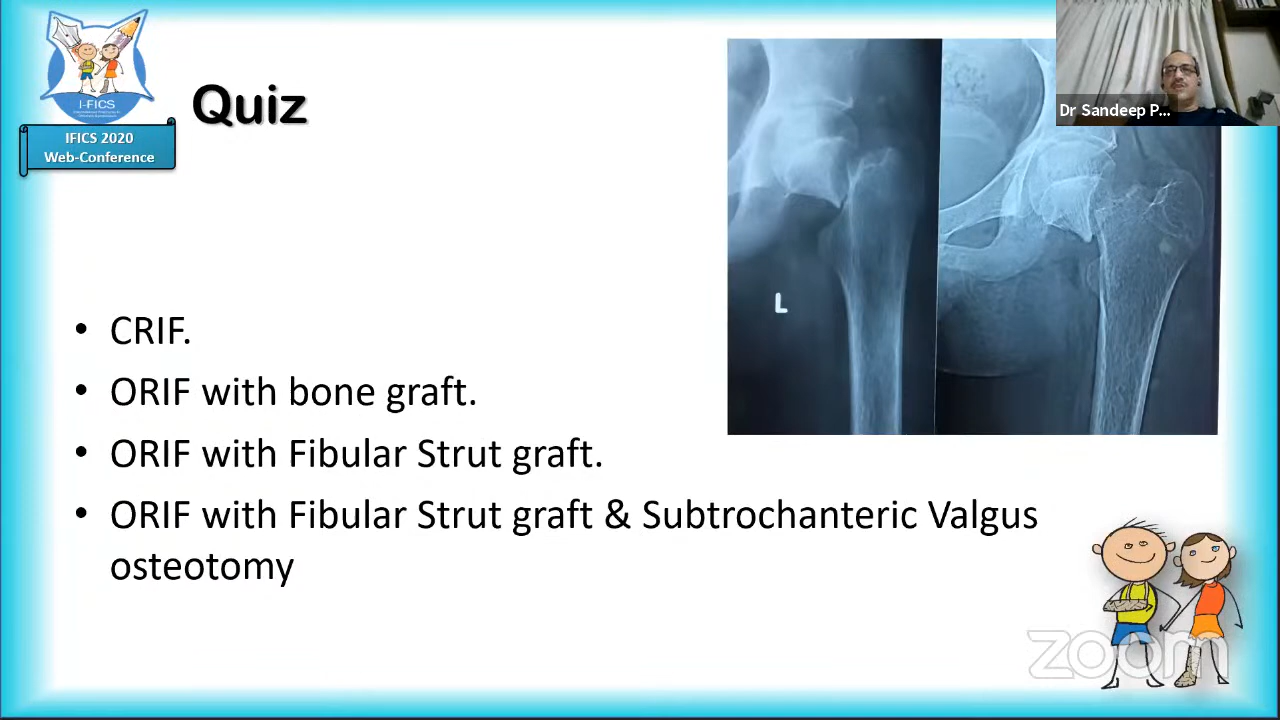 I-FICS
IFICS 2020
Web-Conference
Quiz
Dr Sandeep P...
L
• CRIF.
• ORIF with bone graft.
• ORIF with Fibular Strut graft.
• ORIF with Fibular Strut graft & Subtrochanteric Valgus
osteotomy
zoom